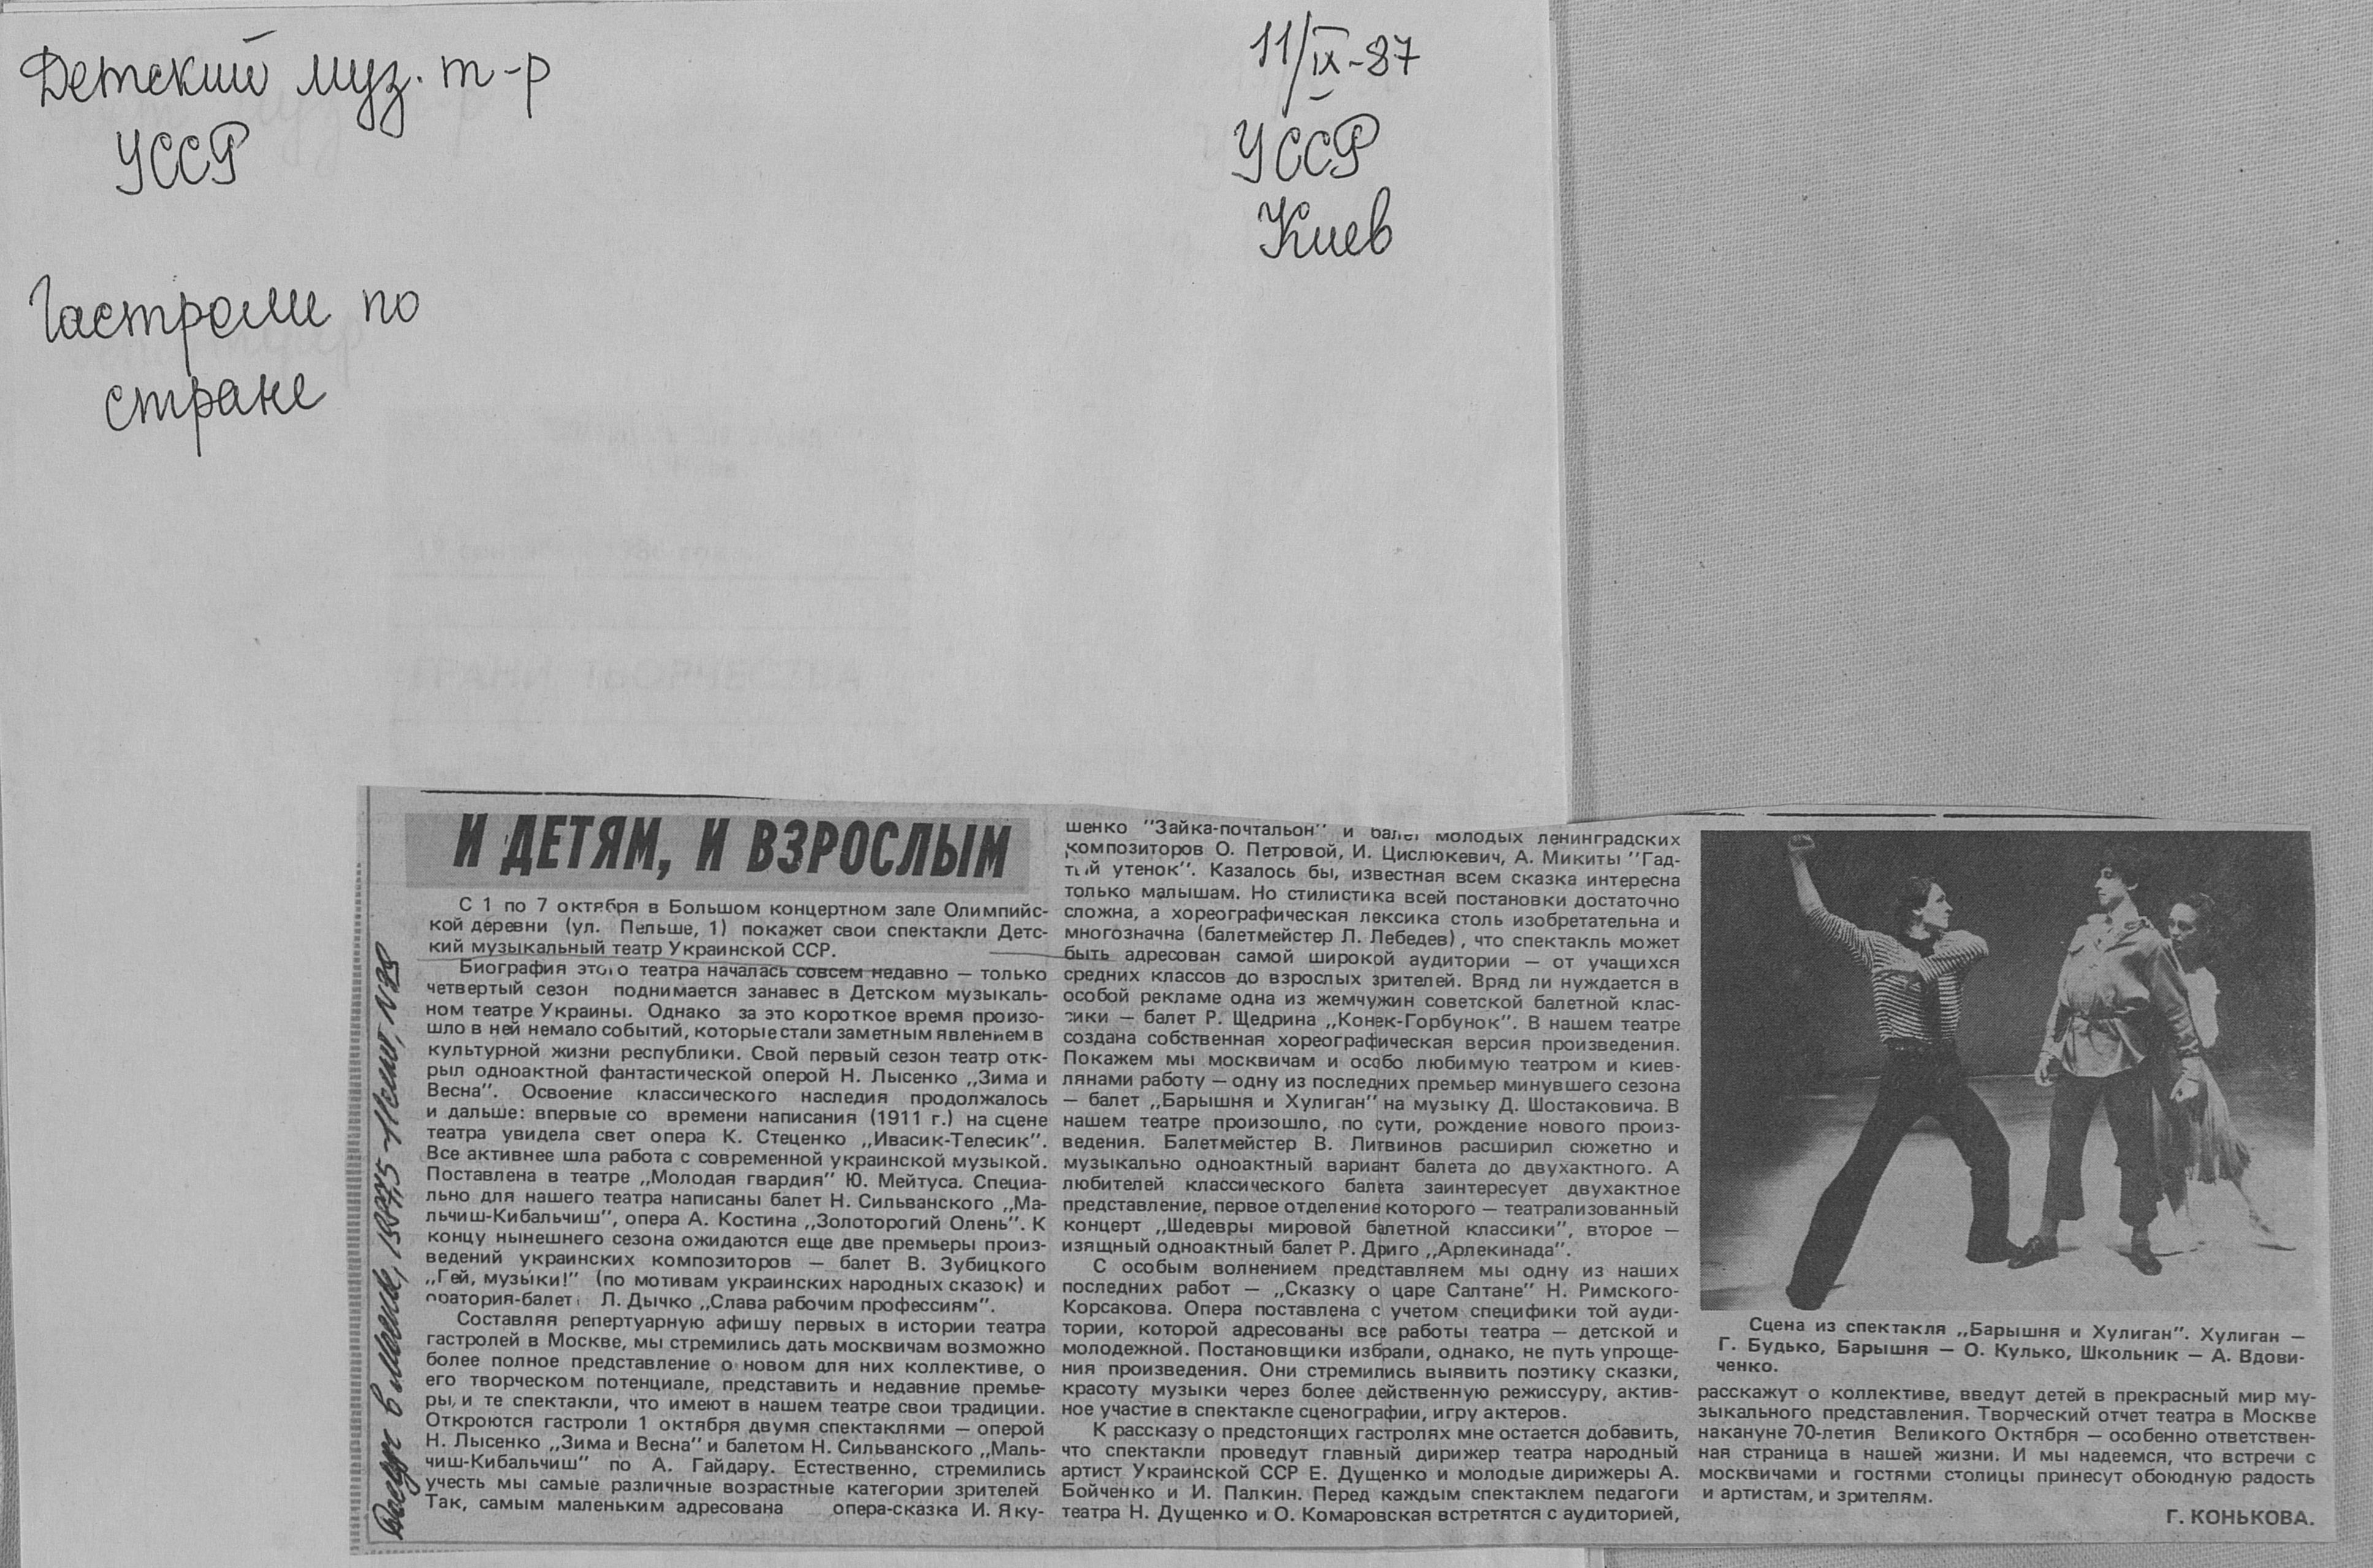 Детский муз. т-р
УССР
Гастроли по
стране
11/IX-87
УССР
Киев
И ДЕТЯМ, И ВЗРОСЛЫМ
С 1 по 7 октября в Большом концертном зале Олимпийс-
кой деревни (ул. Пельше, 1) покажет свои спектакли Детс-
кий музыкальный театр Украинской ССР.
Биография этого театра началась совсем недавно — только
четвертый сезон поднимается занавес в Детском музыкаль-
ном театре Украины. Однако за это короткое время произо-
шло в ней немало событий, которые стали заметным явлением в
культурной жизни республики. Свой первый сезон театр отк-
рыл одноактной фантастической оперой Н. Лысенко „Зима и
Весна". Освоение классического наследия продолжалось
и дальше: впервые со времени написания (1911 г.) на сцене
театра увидела свет опера К. Стеценко „Ивасик-Телесик".
Все активнее шла работа с современной украинской музыкой.
Поставлена в театре „Молодая гвардия" Ю. Мейтуса. Специа-
льно для нашего театра написаны балет Н. Сильванского „Ма-
льчиш-Кибальчиш", опера А. Костина „Золоторогий Олень". К
концу нынешнего сезона ожидаются еще две премьеры произ-
ведений украинских композиторов — балет В. Зубицкого
„Гей, музыки!" (по мотивам украинских народных сказок) и
оратория-балет Л. Дычко „Слава рабочим профессиям".
Составляя репертуарную афишу первых в истории театра
гастролей в Москве, мы стремились дать москвичам возможно
более полное представление о новом для них коллективе, о
его творческом потенциале, представить и недавние премье-
ры, и те спектакли, что имеют в нашем театре свои традиции.
Откроются гастроли 1 октября двумя спектаклями — оперой
Н. Лысенко „Зима и Весна" и балетом Н. Сильванского „Маль-
чиш-Кибальчиш" по А. Гайдару. Естественно, стремились
учесть мы самые различные возрастные категории зрителей
Так, самым маленьким адресована опера-сказка И. Яку-
шенко "Зайка-почтальон" и балет молодых ленинградских
композиторов О. Петровой, И. Цислюкевич, А. Микиты "Гад-
кий утенок". Казалось бы, известная всем сказка интересна
только малышам. Но стилистика всей постановки достаточно
сложна, а хореографическая лексика столь изобретательна и
многозначна (балетмейстер Л. Лебедев), что спектакль может
быть адресован самой широкой аудитории — от учащихся
средних классов до взрослых зрителей. Вряд ли нуждается в
особой рекламе одна из жемчужин советской балетной клас-
сики — балет Р. Щедрина „Конек-Горбунок". В нашем театре
создана собственная хореографическая версия произведения.
Покажем мы москвичам и особо любимую театром и киев-
лянами работу — одну из последних премьер минувшего сезона
— балет „Барышня и Хулиган" на музыку Д. Шостаковича. В
нашем театре произошло, по сути, рождение нового произ-
ведения. Балетмейстер В. Литвинов расширил сюжетно и
музыкально одноактный вариант балета до двухактного. А
любителей классического балета заинтересует двухактное
представление, первое отделение которого — театрализованный
концерт „Шедевры мировой балетной классики", второе —
изящный одноактный балет Р. Дриго „Арлекинада".
С особым волнением представляем мы одну из наших
последних работ — „Сказку о царе Салтане" Н. Римского-
Корсакова. Опера поставлена с учетом специфики той ауди-
тории, которой адресованы все работы театра — детской и
молодежной. Постановщики избрали, однако, не путь упроще-
ния произведения. Они стремились выявить поэтику сказки,
красоту музыки через более действенную режиссуру, актив-
ное участие в спектакле сценографии, игру актеров.
К рассказу о предстоящих гастролях мне остается добавить,
что спектакли проведут главный дирижер театра народный
артист Украинской ССР Е. Дущенко и молодые дирижеры А.
Бойченко и И. Палкин. Перед каждым спектаклем педагоги
театра Н. Дущенко и О. Комаровская встретятся с аудиторией,
Сцена из спектакля „Барышня и Хулиган". Хулиган —
Г. Будько, Барышня — О. Кулько, Школьник — А. Вдови-
ченко.
расскажут о коллективе, введут детей в прекрасный мир му-
зыкального представления. Творческий отчет театра в Москве
накануне 70-летия Великого Октября — особенно ответствен-
ная страница в нашей жизни. И мы надеемся, что встречи с
москвичами и гостями столицы принесут обоюдную радость
и артистам, и зрителям.
Г. КОНЬКОВА.